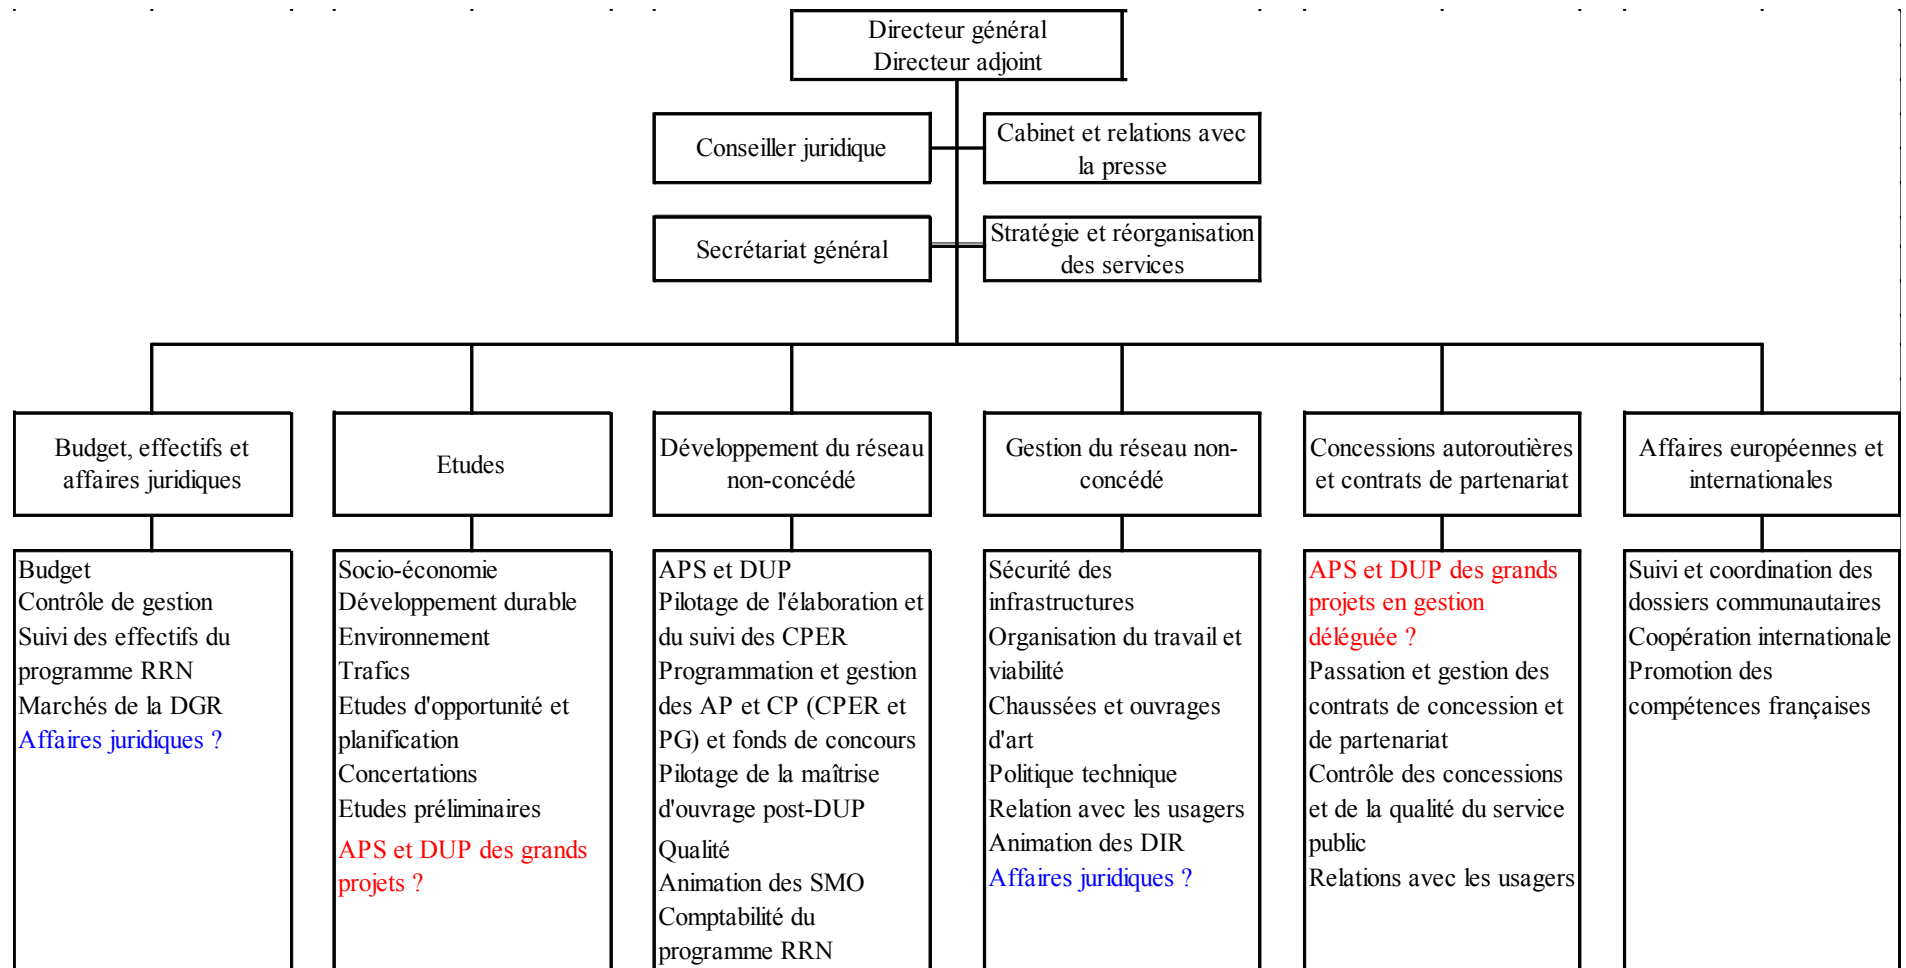 Directeur général
Directeur adjoint
Conseiller juridique
Cabinet et relations avec
la presse
Secrétariat général
Stratégie et réorganisation
des services
Budget, effectifs et
affaires juridiques
Etudes
Développement du réseau
non-concédé
Gestion du réseau non-
concédé
Concessions autoroutières
et contrats de partenariat
Affaires européennes et
internationales
Budget
Contrôle de gestion
Suivi des effectifs du
programme RRN
Marchés de la DGR
Affaires juridiques ?
Socio-économie
Développement durable
Environnement
Trafics
Etudes d'opportunité et
planification
Concertations
Etudes préliminaires
APS et DUP des grands
projets ?
APS et DUP
Pilotage de l'élaboration et
du suivi des CPER
Programmation et gestion
des AP et CP (CPER et
PG) et fonds de concours
Pilotage de la maîtrise
d'ouvrage post-DUP
Qualité
Animation des SMO
Comptabilité du
programme RRN
Sécurité des
infrastructures
Organisation du travail et
viabilité
Chaussées et ouvrages
d'art
Politique technique
Relation avec les usagers
Animation des DIR
Affaires juridiques ?
APS et DUP des grands
projets en gestion
déléguée ?
Passation et gestion des
contrats de concession et
de partenariat
Contrôle des concessions
et de la qualité du service
public
Relations avec les usagers
Suivi et coordination des
dossiers communautaires
Coopération internationale
Promotion des
compétences françaises